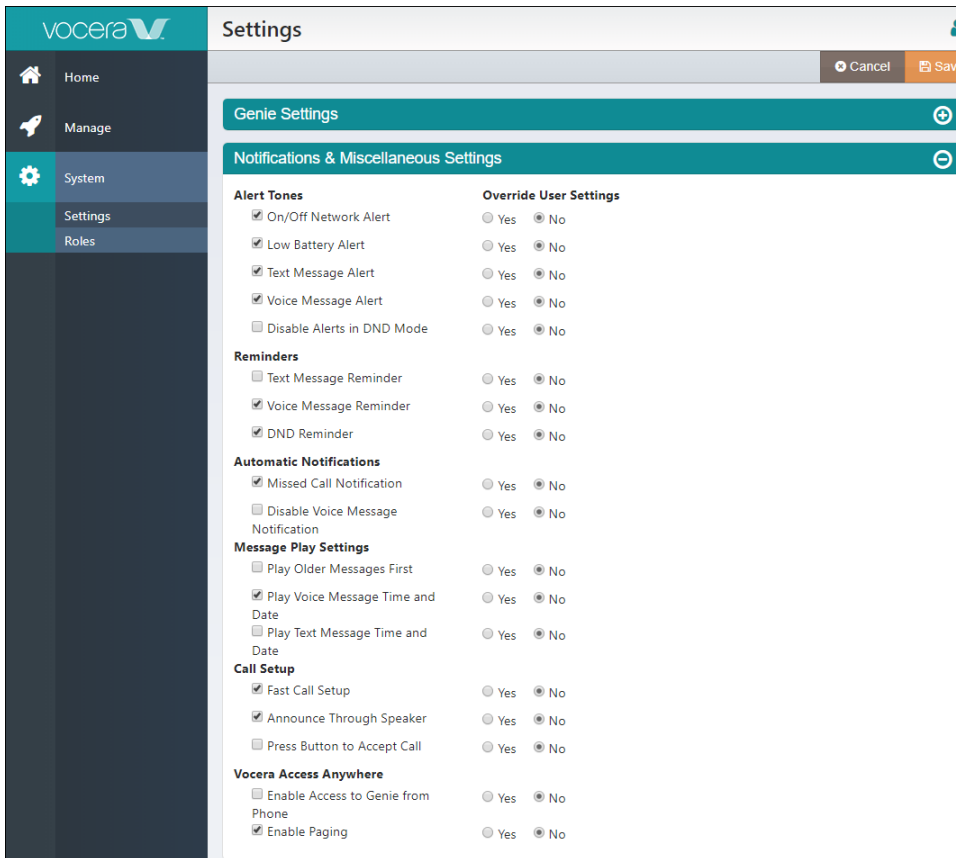 vocera
Settings
Cancel Sav
Home
Manage
System
Settings
Roles
Genie Settings
Notifications & Miscellaneous Settings
Alert Tones Override User Settings
On/Off Network Alert Yes No
Low Battery Alert Yes No
Text Message Alert Yes No
Voice Message Alert Yes No
Disable Alerts in DND Mode Yes No
Reminders
Text Message Reminder Yes No
Voice Message Reminder Yes No
DND Reminder Yes No
Automatic Notifications
Missed Call Notification Yes No
Disable Voice Message Yes No
Notification
Message Play Settings
Play Older Messages First Yes No
Play Voice Message Time and Yes No
Date
Play Text Message Time and Yes No
Date
Call Setup
Fast Call Setup Yes No
Announce Through Speaker Yes No
Press Button to Accept Call Yes No
Vocera Access Anywhere
Enable Access to Genie from Yes No
Phone
Enable Paging Yes No